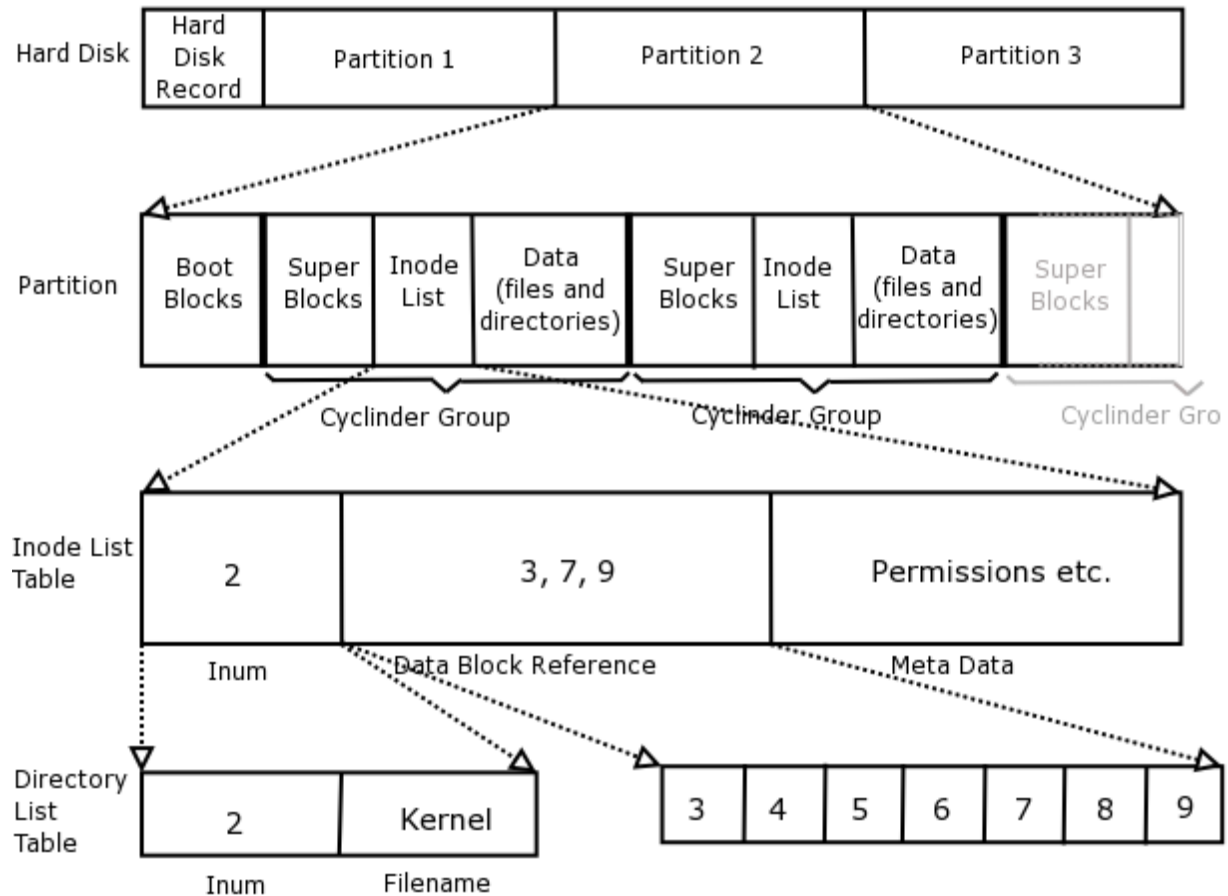 Hard Disk
Hard
Disk
Record
Partition 1
Partition 2
Partition 3
Partition
Boot
Blocks
Super
Blocks
Inode
List
Data
(files and
directories)
Super
Blocks
Inode
List
Data
(files and
directories)
Super
Blocks
Cyclinder Group
Cyclinder Group
Cyclinder Gro
Inode List
Table
2
3, 7, 9
Permissions etc.
Inum
Data Block Reference
Meta Data
Directory
List
Table
2
Kernel
3
4
5
6
7
8
9
Inum
Filename